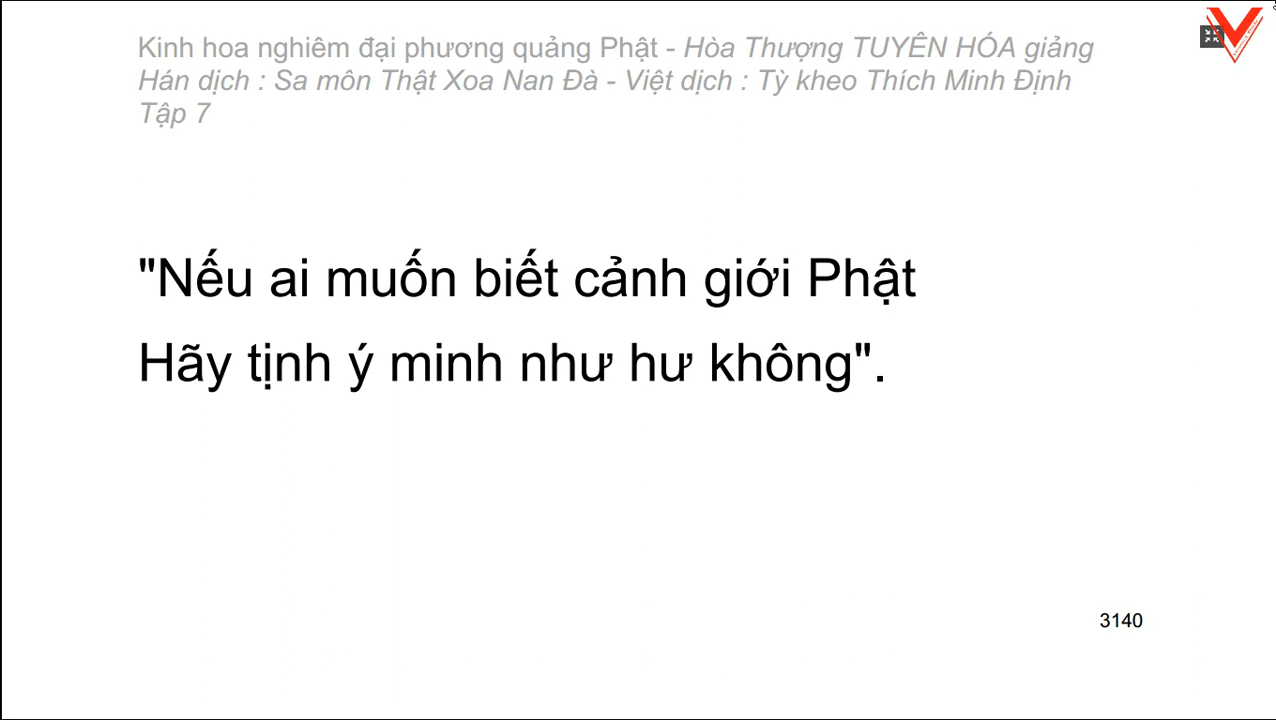 Kinh hoa nghiêm đại phương quảng Phật - Hòa Thượng TUYÊN HÓA giảng
Hán dịch : Sa môn Thật Xoa Nan Đà - Việt dịch : Tỳ kheo Thích Minh Định
Tập 7
"Nếu ai muốn biết cảnh giới Phật
Hãy tịnh ý minh như hư không".
3140